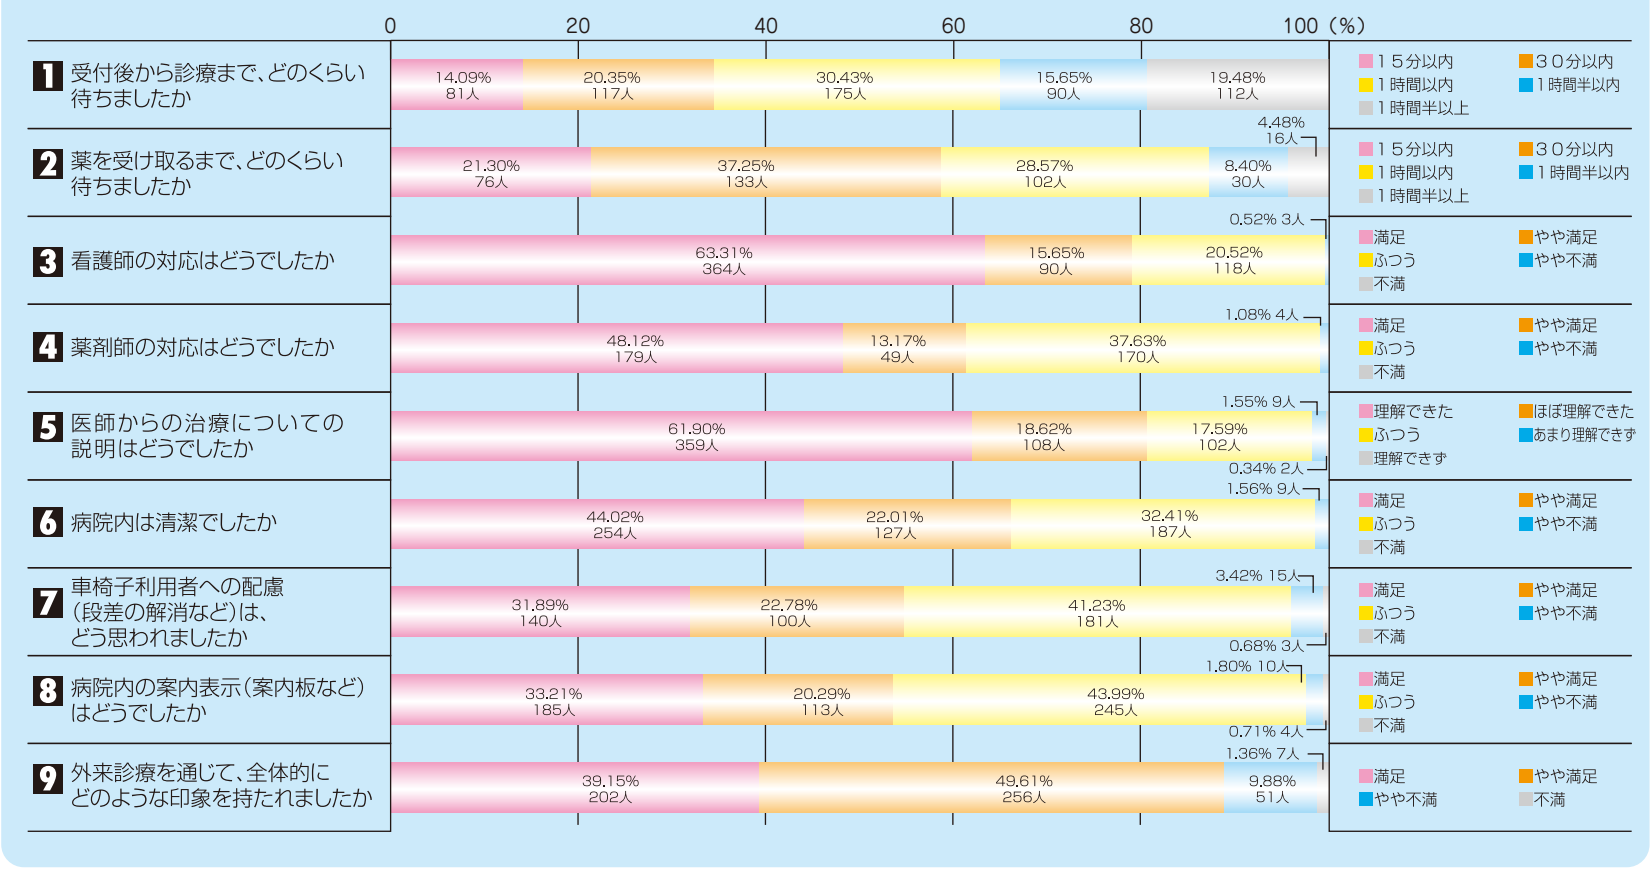 0 20 40 60 80 100 (%)
1 受付後から診療まで、どのくらい
待ちましたか
14.09% 20.35% 30.43% 15.65% 19.48%
81人 117人 175人 90人 112人
15分以内 30分以内
1時間以内 1時間半以内
1時間半以上
2 薬を受け取るまで、どのくらい
待ちましたか
4.48%
16人
21.30% 37.25% 28.57% 8.40%
76人 133人 102人 30人
15分以内 30分以内
1時間以内 1時間半以内
1時間半以上
3 看護師の対応はどうでしたか
0.52% 3人
63.31% 15.65% 20.52%
364人 90人 118人
満足 やや満足
ふつう やや不満
不満
4 薬剤師の対応はどうでしたか
1.08% 4人
48.12% 13.17% 37.63%
179人 49人 170人
満足 やや満足
ふつう やや不満
不満
5 医師からの治療についての
説明はどうでしたか
1.55% 9人
61.90% 18.62% 17.59%
359人 108人 102人
0.34% 2人
理解できた ほぼ理解できた
ふつう あまり理解できず
理解できず
6 病院内は清潔でしたか
1.56% 9人
44.02% 22.01% 32.41%
254人 127人 187人
満足 やや満足
ふつう やや不満
不満
7 車椅子利用者への配慮
(段差の解消など)は、
どう思われましたか
3.42% 15人
31.89% 22.78% 41.23%
140人 100人 181人
0.68% 3人
満足 やや満足
ふつう やや不満
不満
8 病院内の案内表示(案内板など)
はどうでしたか
1.80% 10人
33.21% 20.29% 43.99%
185人 113人 245人
0.71% 4人
満足 やや満足
ふつう やや不満
不満
9 外来診療を通じて、全体的に
どのような印象を持たれましたか
1.36% 7人
39.15% 49.61% 9.88%
202人 256人 51人
満足 やや満足
やや不満 不満